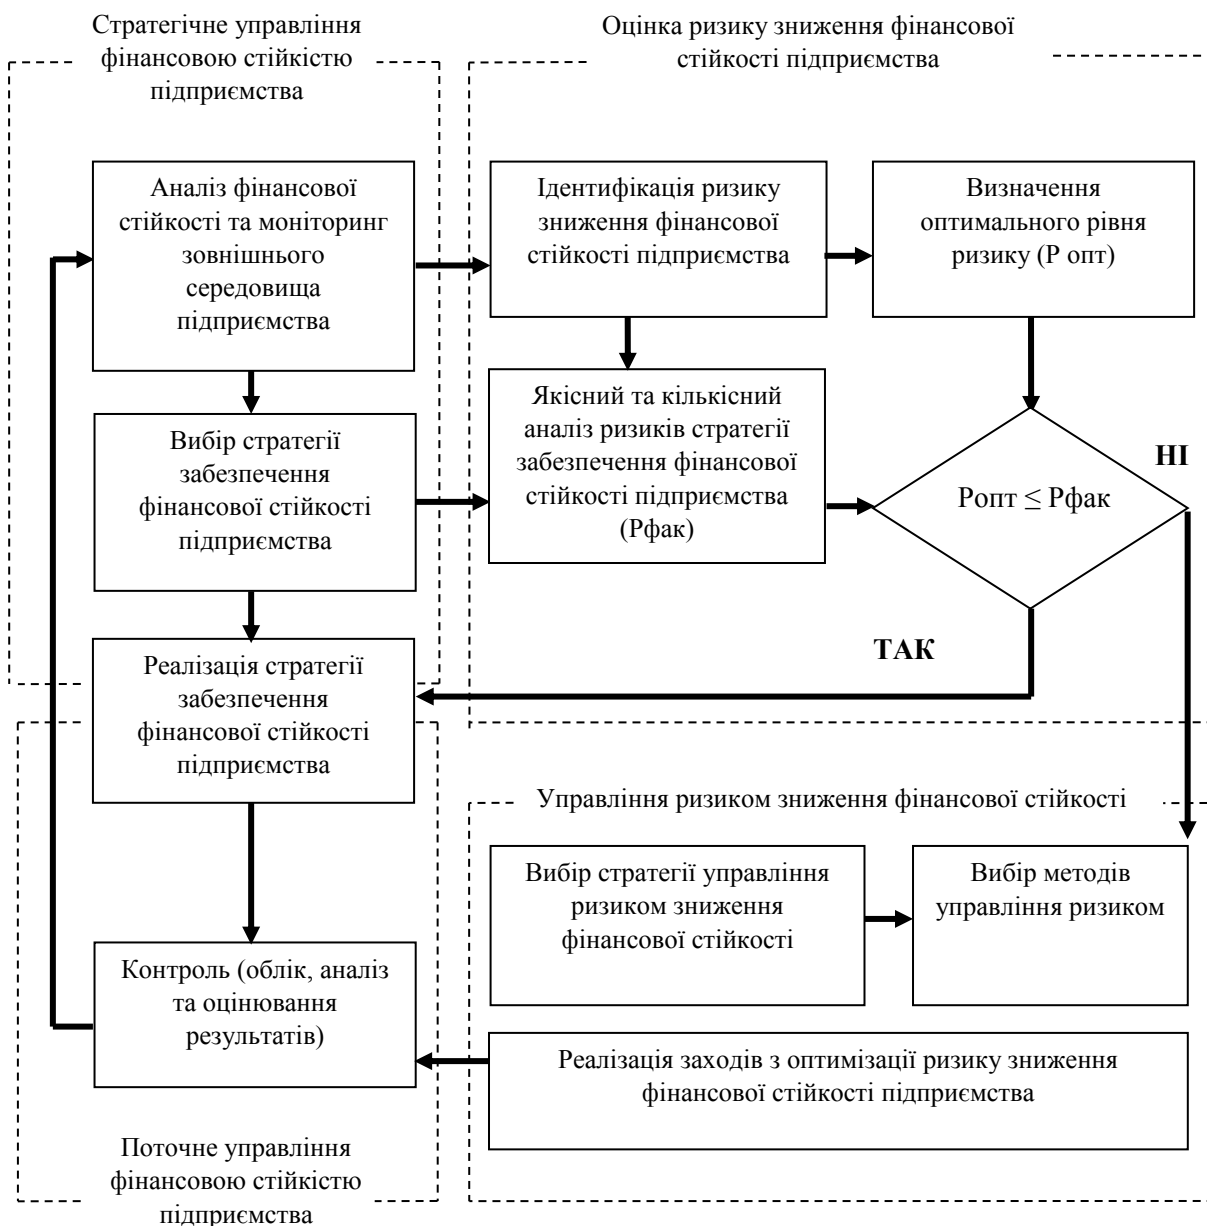 Стратегічне управління
фінансовою стійкістю
підприємства
Оцінка ризику зниження фінансової
стійкості підприємства
Аналіз фінансової
стійкості та моніторинг
зовнішнього
середовища
підприємства
Ідентифікація ризику
зниження фінансової
стійкості підприємства
Визначення
оптимального рівня
ризику (Р опт)
Вибір стратегії
забезпечення
фінансової стійкості
підприємства
Якісний та кількісний
аналіз ризиків стратегії
забезпечення фінансової
стійкості підприємства
(Рфак)
Ропт ≤ Рфак
НІ
ТАК
Реалізація стратегії
забезпечення
фінансової стійкості
підприємства
Управління ризиком зниження фінансової стійкості
Вибір стратегії управління
ризиком зниження
фінансової стійкості
Вибір методів
управління ризиком
Контроль (облік, аналіз
та оцінювання
результатів)
Реалізація заходів з оптимізації ризику зниження
фінансової стійкості підприємства
Поточне управління
фінансовою стійкістю
підприємства